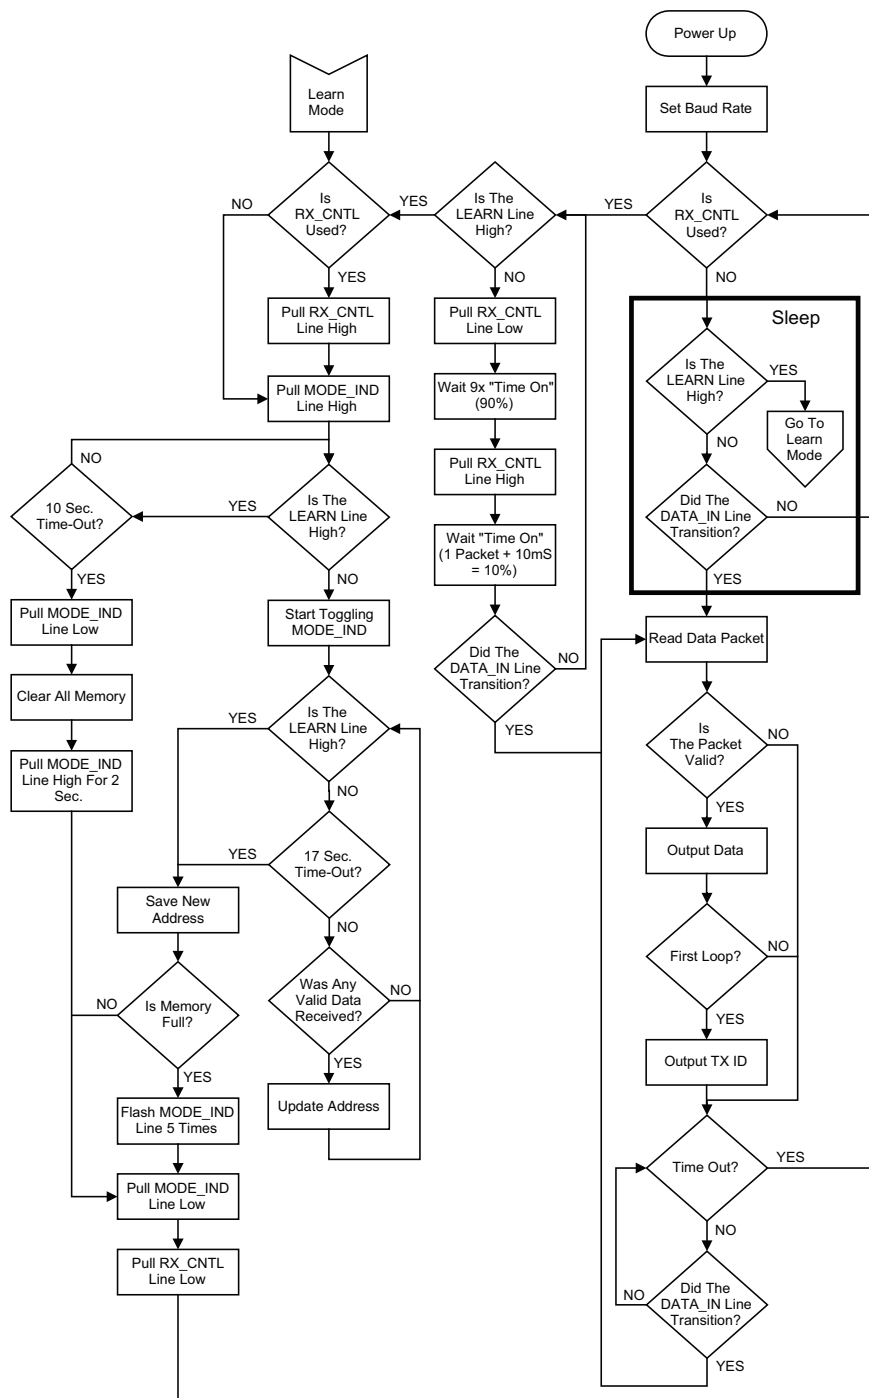 Power Up
Set Baud Rate
Learn
Mode
Is
RX_CNTL
Used?
NO
YES
Is The
LEARN Line
High?
YES
NO
Is
RX_CNTL
Used?
YES
NO
Pull RX_CNTL
Line High
Pull MODE_IND
Line High
Pull RX_CNTL
Line Low
Wait 9x "Time On"
(90%)
Pull RX_CNTL
Line High
Wait "Time On"
(1 Packet + 10mS
= 10%)
Did The
DATA_IN Line
Transition?
NO
YES
Sleep
Is The
LEARN Line
High?
YES
NO
Go To
Learn
Mode
Did The
DATA_IN Line
Transition?
NO
YES
NO
10 Sec.
Time-Out?
YES
YES
Is The
LEARN Line
High?
NO
Pull MODE_IND
Line Low
Clear All Memory
Pull MODE_IND
Line High For 2
Sec.
Start Toggling
MODE_IND
Is The
LEARN Line
High?
YES
NO
17 Sec.
Time-Out?
YES
NO
Save New
Address
Is Memory
Full?
NO
YES
Was Any
Valid Data
Received?
NO
YES
Update Address
Flash MODE_IND
Line 5 Times
Pull MODE_IND
Line Low
Pull RX_CNTL
Line Low
Read Data Packet
Is
The Packet
Valid?
NO
YES
Output Data
First Loop?
NO
YES
Output TX ID
Time Out?
YES
NO
Did The
DATA_IN Line
Transition?
NO
YES